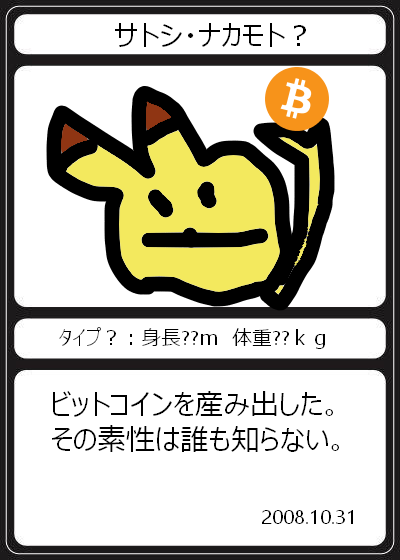 サトシ・ナカモト？
₿
ﾀｲﾌﾟ？：身長??ｍ 体重??ｋｇ
ビットコインを産み出した。
その素性は誰も知らない。
2008.10.31